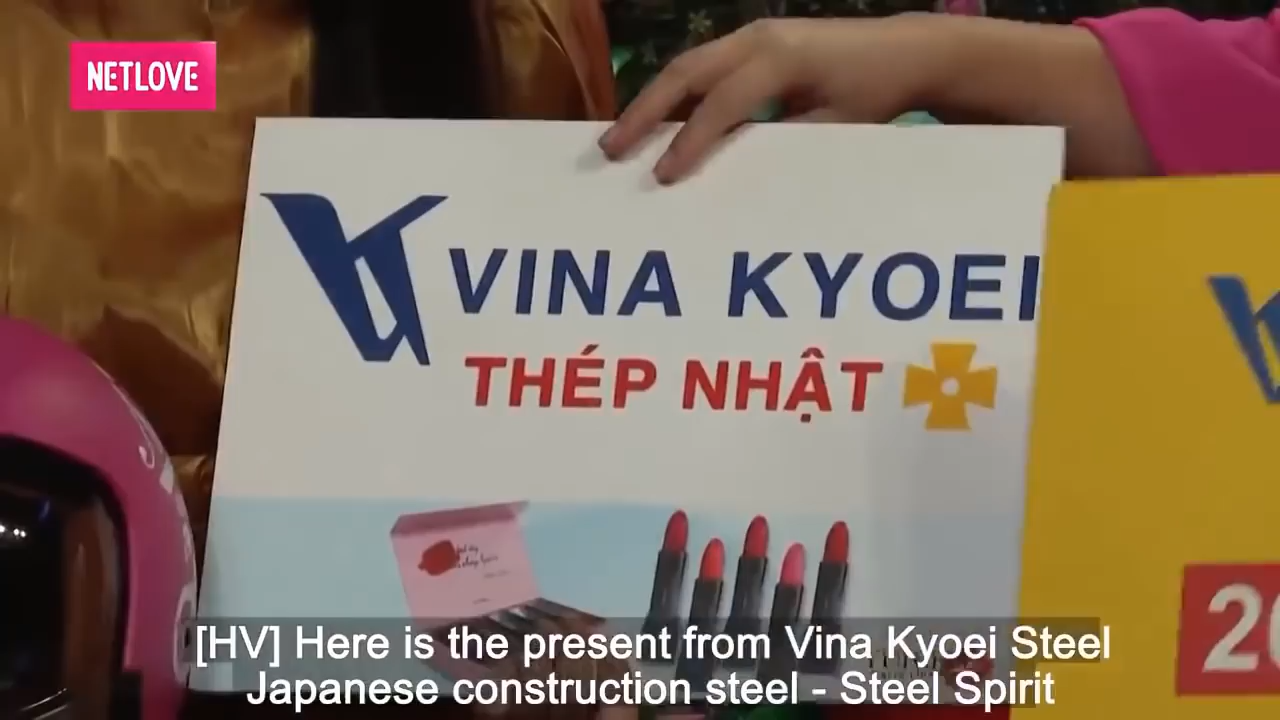 NETLOVE
VINA KYOEI
THÉP NHẬT
20
[HV] Here is the present from Vina Kyoei Steel
Japanese construction steel - Steel Spirit